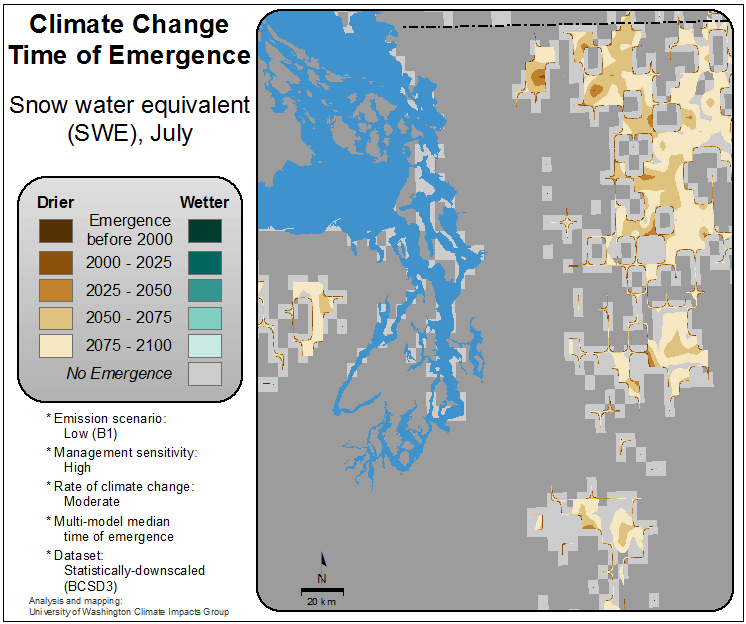 Climate Change
Time of Emergence
Snow water equivalent
(SWE), July
Drier Wetter
Emergence
before 2000
2000 - 2025
2025 - 2050
2050 - 2075
2075 - 2100
No Emergence
* Emission scenario:
Low (B1)
* Management sensitivity:
High
* Rate of climate change:
Moderate
* Multi-model median
time of emergence
* Dataset:
Statistically-downscaled
(BCSD3)
Analysis and mapping:
University of Washington Climate Impacts Group
N
20 km